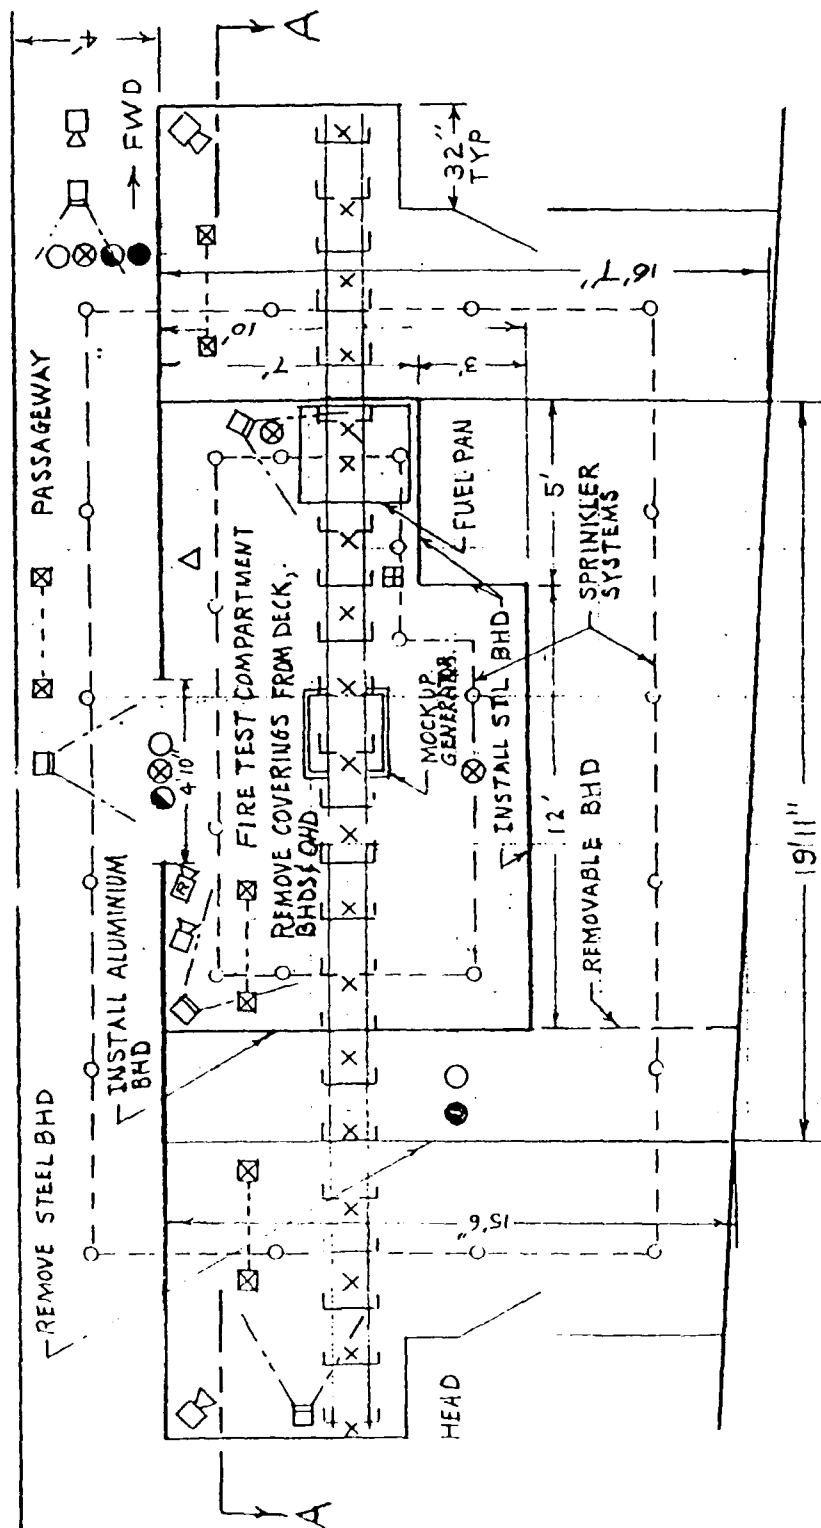 A
4'
FWD
32"
TYP
16'7"
10'
7'
3'
PASSAGEWAY
FUEL PAN
5'
SPRINKLER
SYSTEMS
FIRE TEST COMPARTMENT
REMOVE COVERINGS FROM DECK,
BHDS & OHD
MOCKUP
GENERATOR
INSTALL STL BHD
4'10"
12'
REMOVABLE BHD
19'11"
INSTALL ALUMINIUM
BHD
REMOVE STEEL BHD
15'6"
HEAD
A